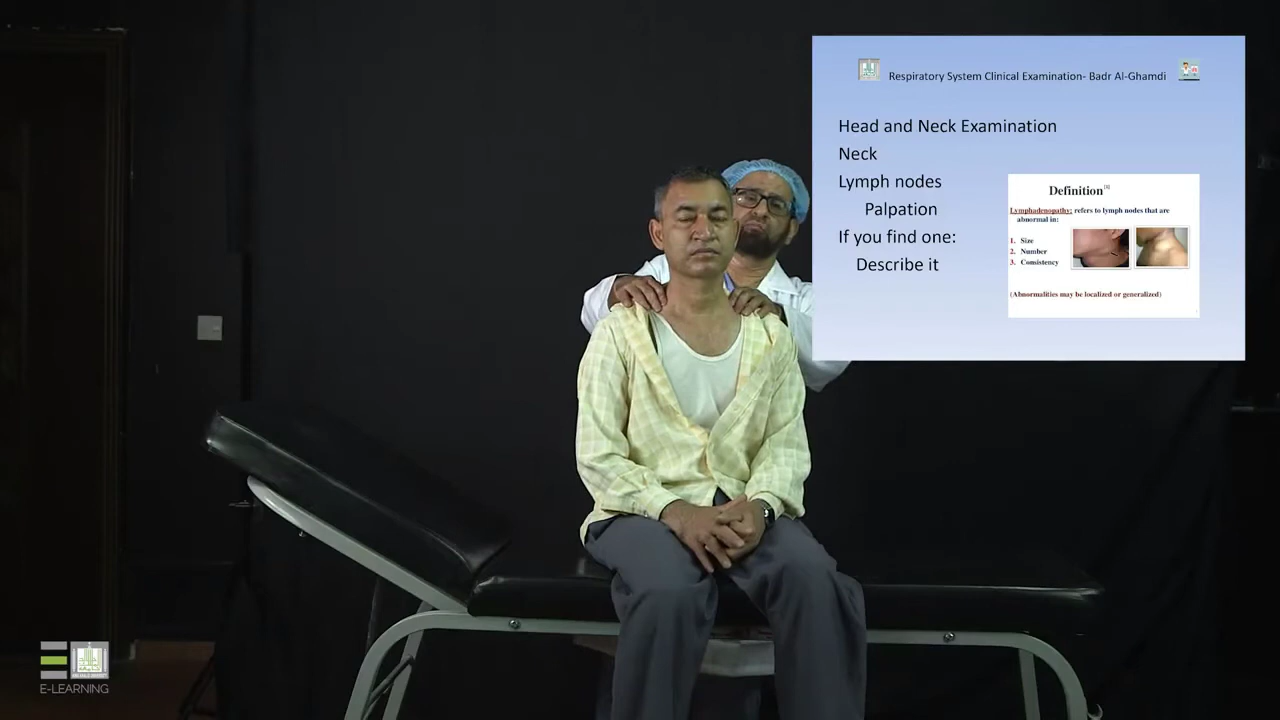 Respiratory System Clinical Examination- Badr Al-Ghamdi
Head and Neck Examination
Neck
Lymph nodes
Palpation
If you find one:
Describe it
Definition
Lymphadenopathy: refers to lymph nodes that are
abnormal in:
1. Size
2. Number
3. Consistency
(Abnormalities may be localized or generalized)
E-LEARNING